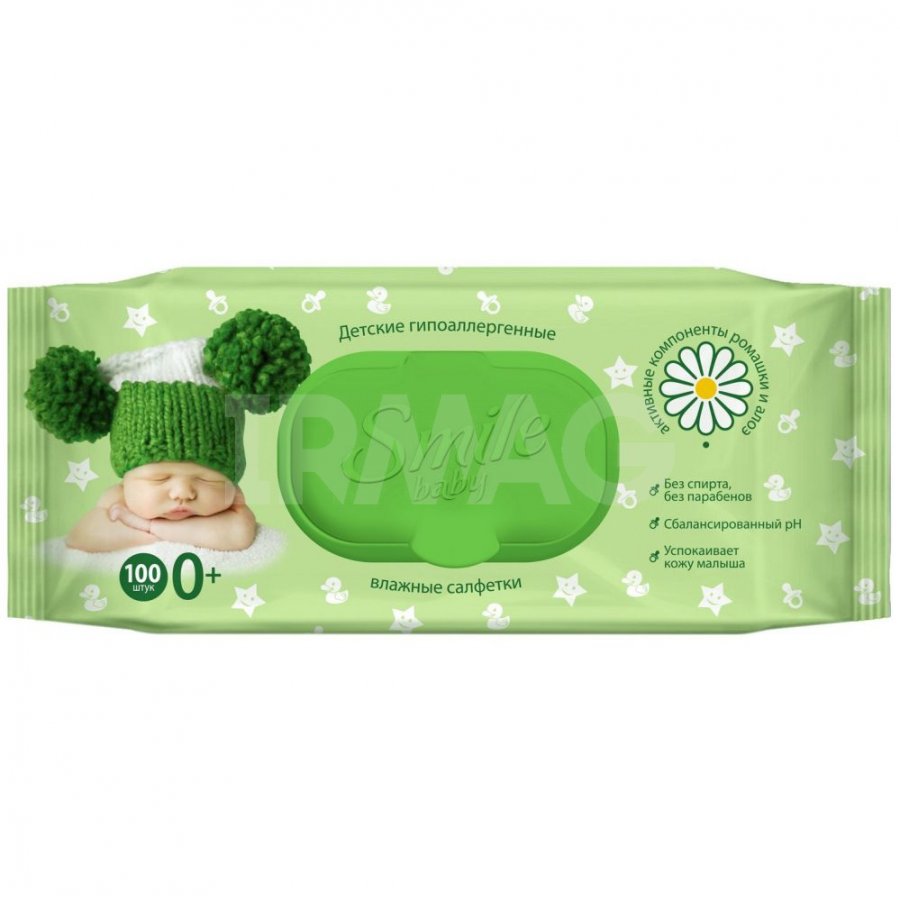 Детские гипоаллергенные
Smile
baby
влажные салфетки
100
штук
0+
активные компоненты ромашки и алоэ
Без спирта,
без парабенов
Сбалансированный pH
Успокаивает
кожу малыша
IRMAG